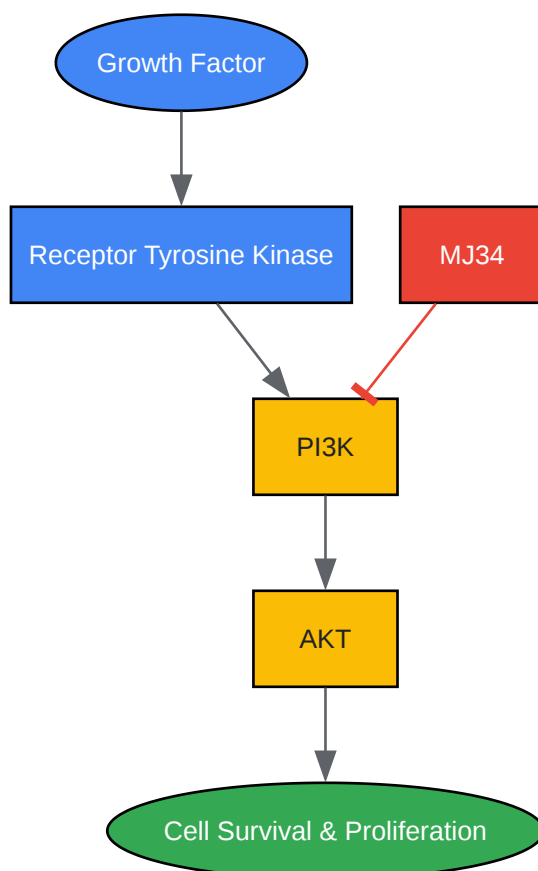 Growth Factor
Receptor Tyrosine Kinase
MJ34
PI3K
AKT
Cell Survival & Proliferation